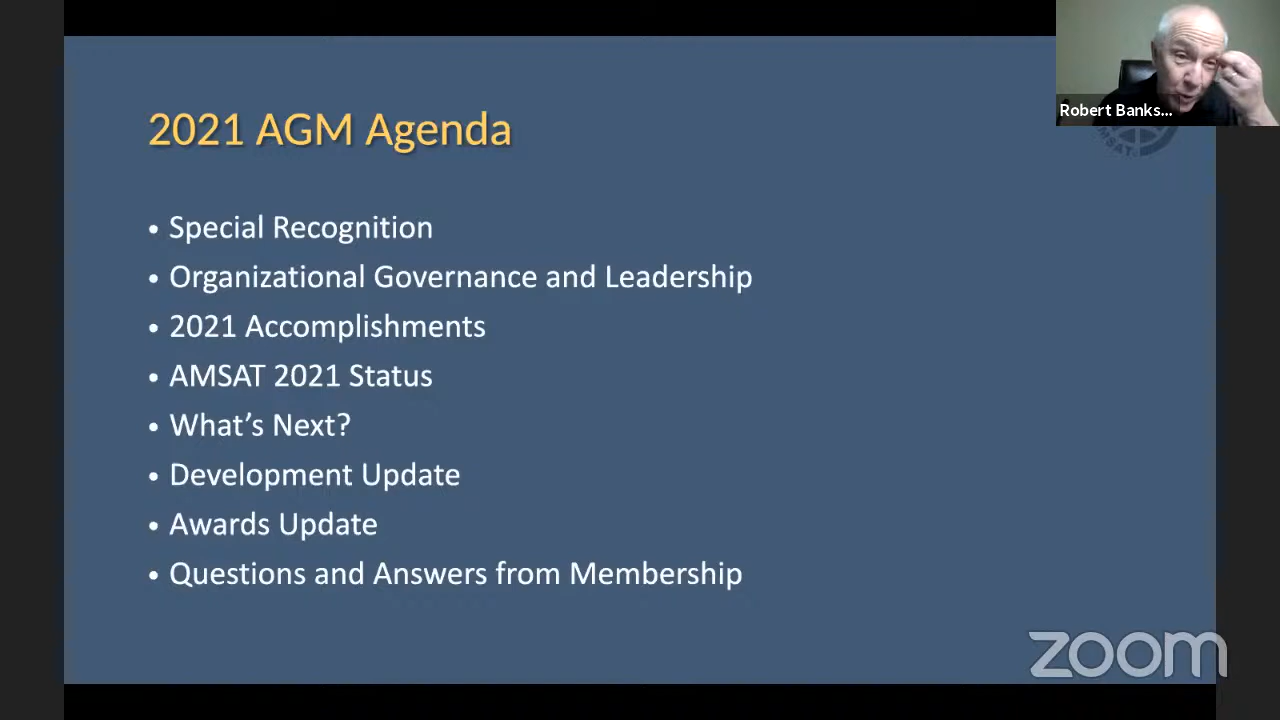 2021 AGM Agenda
Robert Banks...
AMSAT
• Special Recognition
• Organizational Governance and Leadership
• 2021 Accomplishments
• AMSAT 2021 Status
• What's Next?
• Development Update
• Awards Update
• Questions and Answers from Membership
zoom